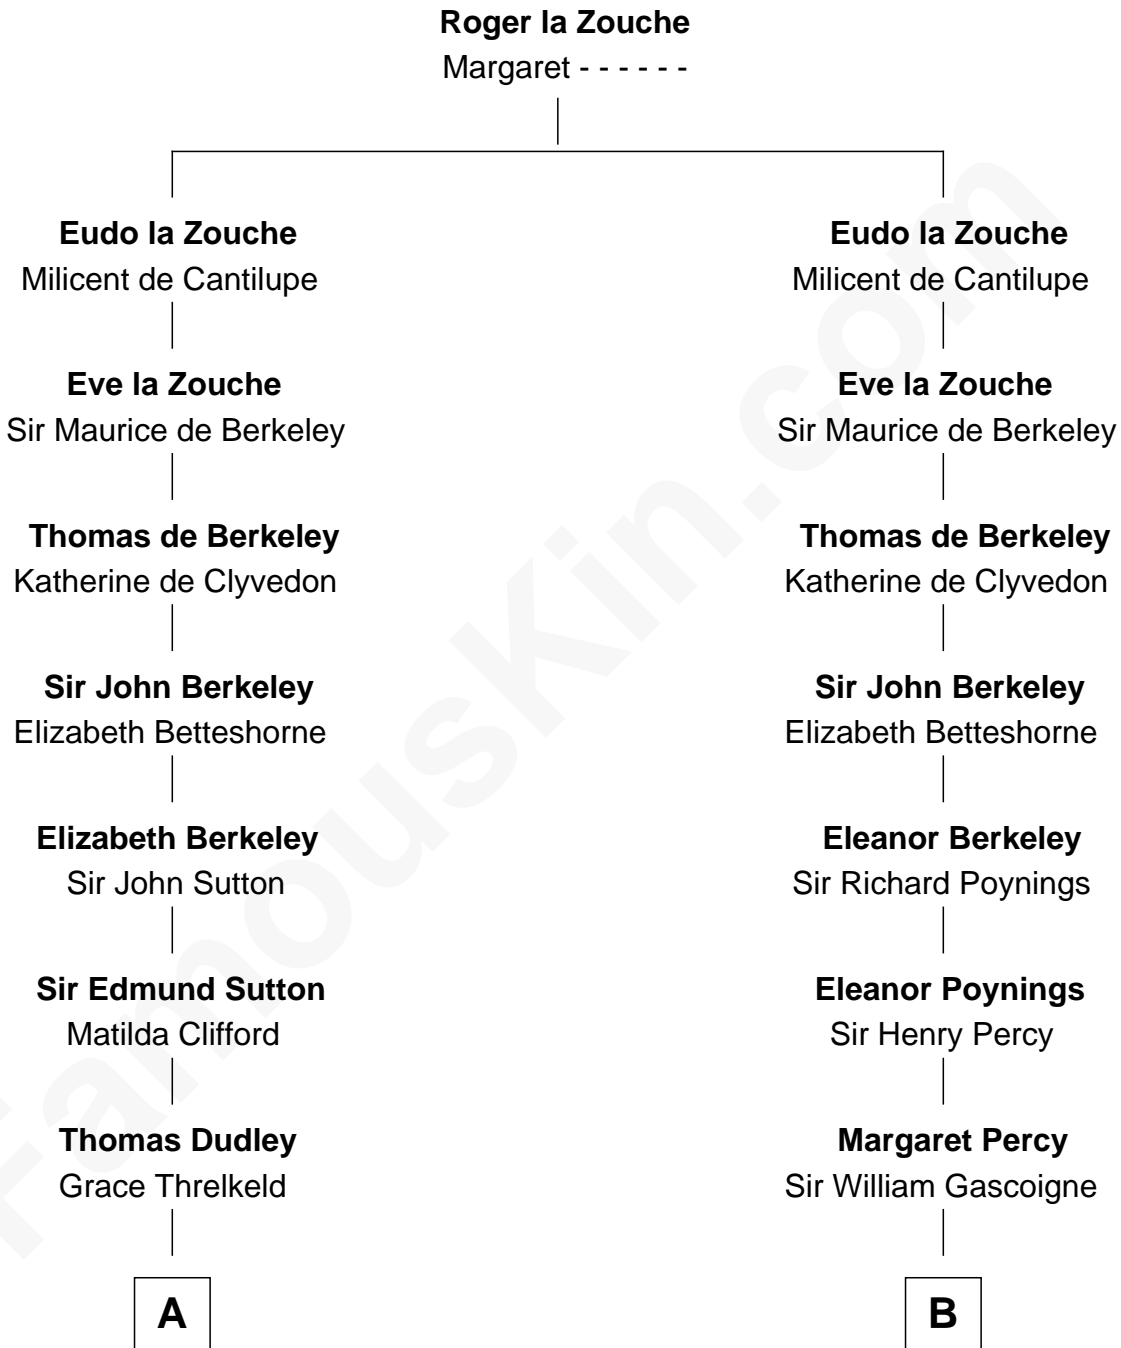 Roger la Zouche
Margaret - - - - - -
Eudo la Zouche
Milicent de Cantilupe
Eudo la Zouche
Milicent de Cantilupe
Eve la Zouche
Sir Maurice de Berkeley
Eve la Zouche
Sir Maurice de Berkeley
Thomas de Berkeley
Katherine de Clyvedon
Thomas de Berkeley
Katherine de Clyvedon
Sir John Berkeley
Elizabeth Betteshorne
Sir John Berkeley
Elizabeth Betteshorne
Elizabeth Berkeley
Sir John Sutton
Eleanor Berkeley
Sir Richard Poynings
Sir Edmund Sutton
Matilda Clifford
Eleanor Poynings
Sir Henry Percy
Thomas Dudley
Grace Threlkeld
Margaret Percy
Sir William Gascoigne
A
B
FamousKin.com